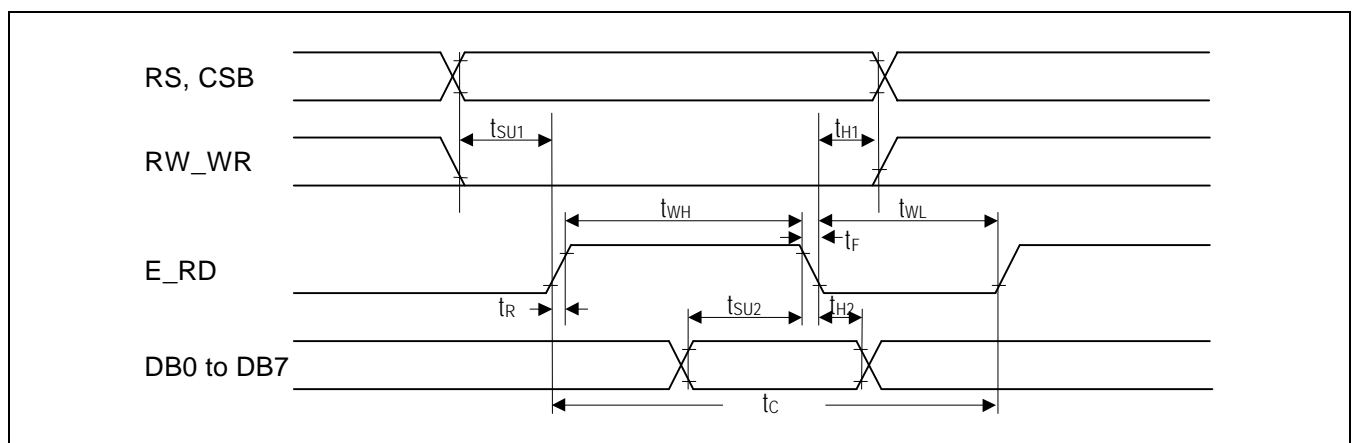 RS, CSB
tSU1
tH1
RW_WR
tWH
tWL
tF
E_RD
tR
tSU2
tH2
DB0 to DB7
tC